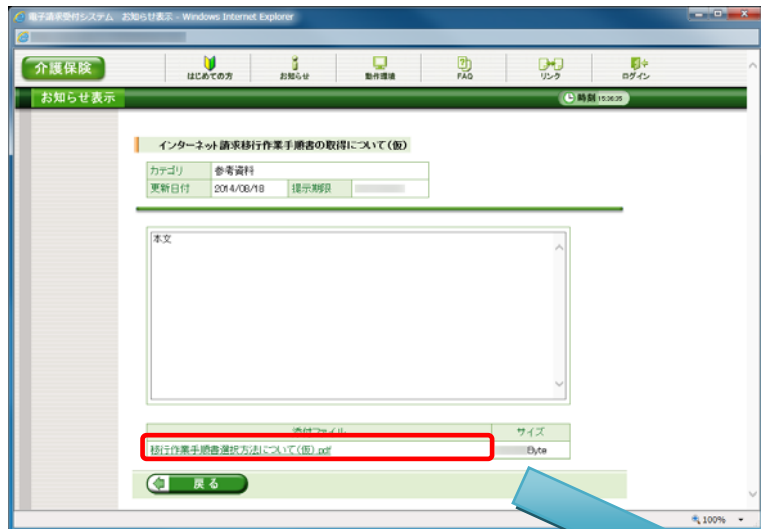 電子請求受付システム お知らせ表示 - Windows Internet Explorer
介護保険
はじめての方 お知らせ 動作環境 FAQ リンク ログイン
お知らせ表示
時刻 15:36:35
インターネット請求移行作業手順書の取得について(仮)
カテゴリ 参考資料
更新日付 2014/08/18 掲示期限
本文
添付ファイル サイズ
移行作業手順書選択方法について(仮).pdf Byte
戻る
100%